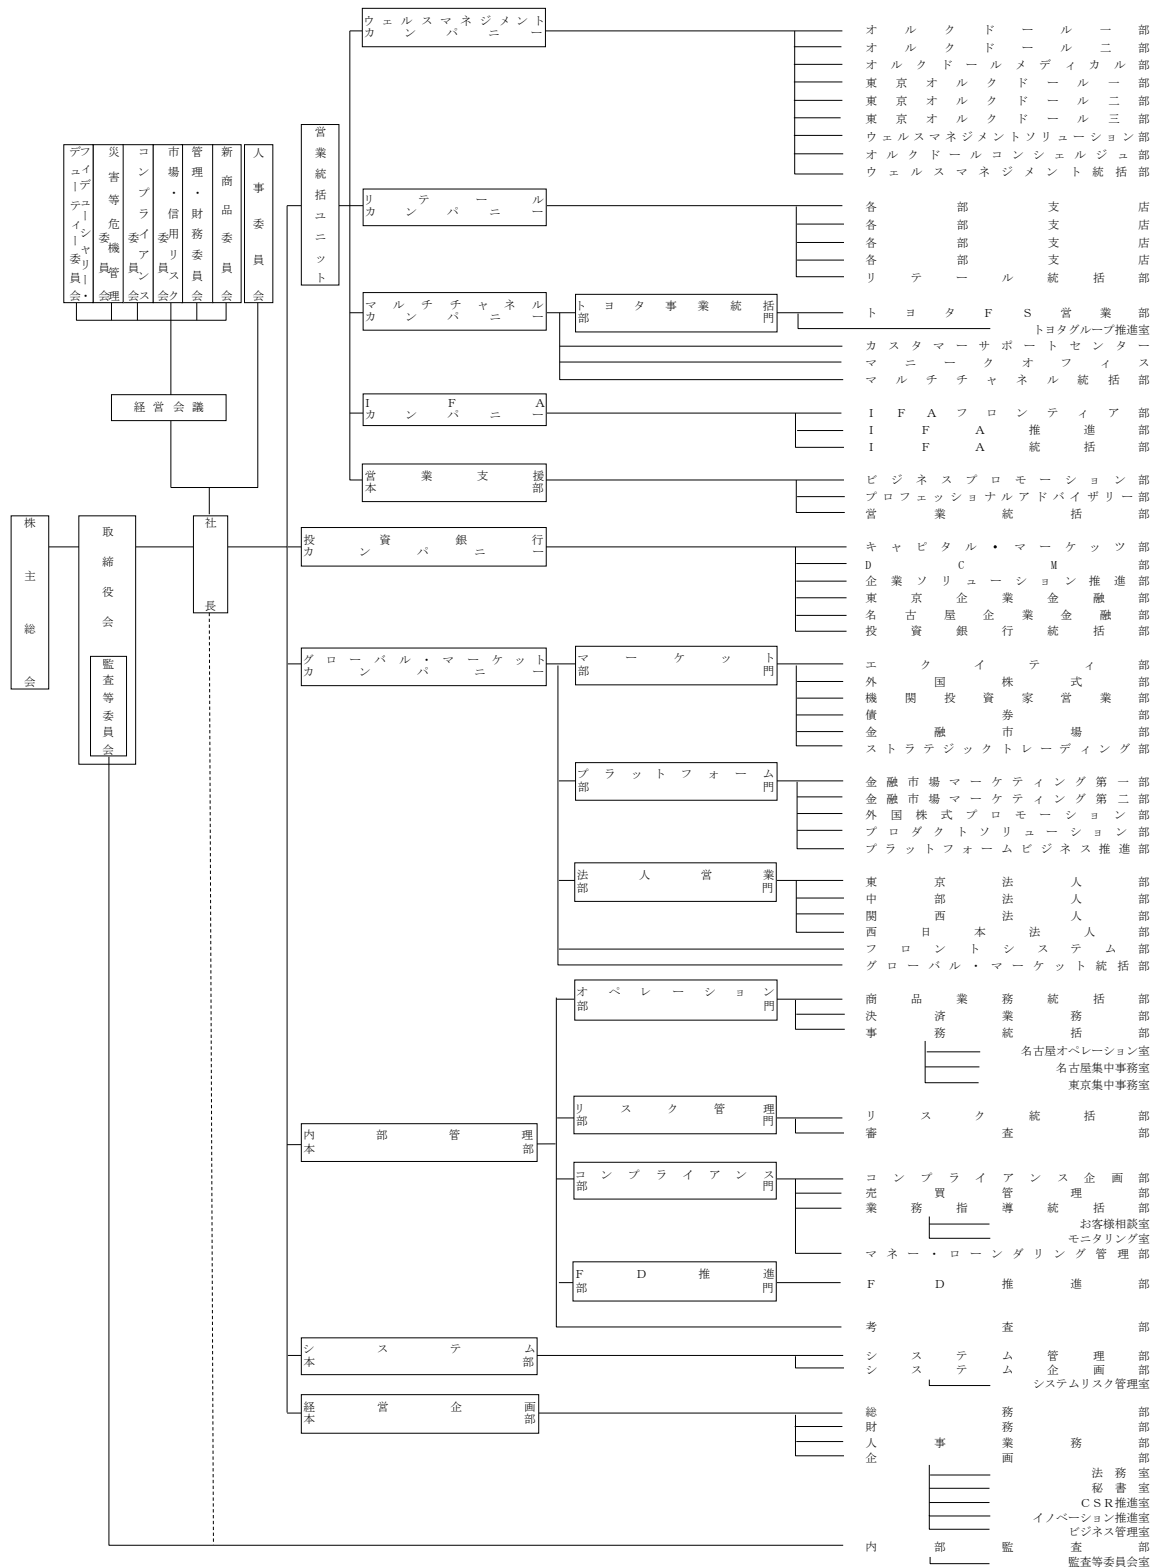 ウェルスマネジメント
カンパニー
オルクドール一部
オルクドール二部
オルクドールメディカル部
東京オルクドール一部
東京オルクドール二部
東京オルクドール三部
ウェルスマネジメントソリューション部
オルクドールコンシェルジュ部
ウェルスマネジメント統括部
営業統括ユニット
フィデューシャリー・
デューティー委員会
災害等危機管理
委員会
コンプライアンス
委員会
市場・信用リスク
委員会
管理・財務委員会
新商品委員会
人事委員会
リテール
カンパニー
各部支店
各部支店
各部支店
各部支店
リテール統括部
マルチチャネル
カンパニー
トヨタ事業統括
部門
トヨタFS営業部
トヨタグループ推進室
カスタマーサポートセンター
マニークオフィス
マルチチャネル統括部
経営会議
IFA
カンパニー
IFAフロンティア部
IFA推進部
IFA統括部
営業支援
本部
ビジネスプロモーション部
プロフェッショナルアドバイザリー部
営業統括部
株主総会
取締役会
監査等委員会
社長
投資銀行
カンパニー
キャピタル・マーケッツ部
DCM部
企業ソリューション推進部
東京企業金融部
名古屋企業金融部
投資銀行統括部
グローバル・マーケット
カンパニー
マーケット
部門
エクイティ部
外国株式部
機関投資家営業部
債券部
金融市場部
ストラテジックトレーディング部
プラットフォーム
部門
金融市場マーケティング第一部
金融市場マーケティング第二部
外国株式プロモーション部
プロダクトソリューション部
プラットフォームビジネス推進部
法人営業
部門
東京法人部
中部法人部
関西法人部
西日本法人部
フロントシステム部
グローバル・マーケット統括部
オペレーション
部門
商品業務統括部
決済業務部
事務統括部
名古屋オペレーション室
名古屋集中事務室
東京集中事務室
内部管理
本部
リスク管理
部門
リスク統括部
審査部
コンプライアンス
部門
コンプライアンス企画部
売買管理部
業務指導統括部
お客様相談室
モニタリング室
マネー・ローンダリング管理部
FD推進
部門
FD推進部
考査部
システム
本部
システム管理部
システム企画部
システムリスク管理室
経営企画
本部
総務部
財務部
人事業務部
企画部
法務室
秘書室
CSR推進室
イノベーション推進室
ビジネス管理室
内部監査部
監査等委員会室